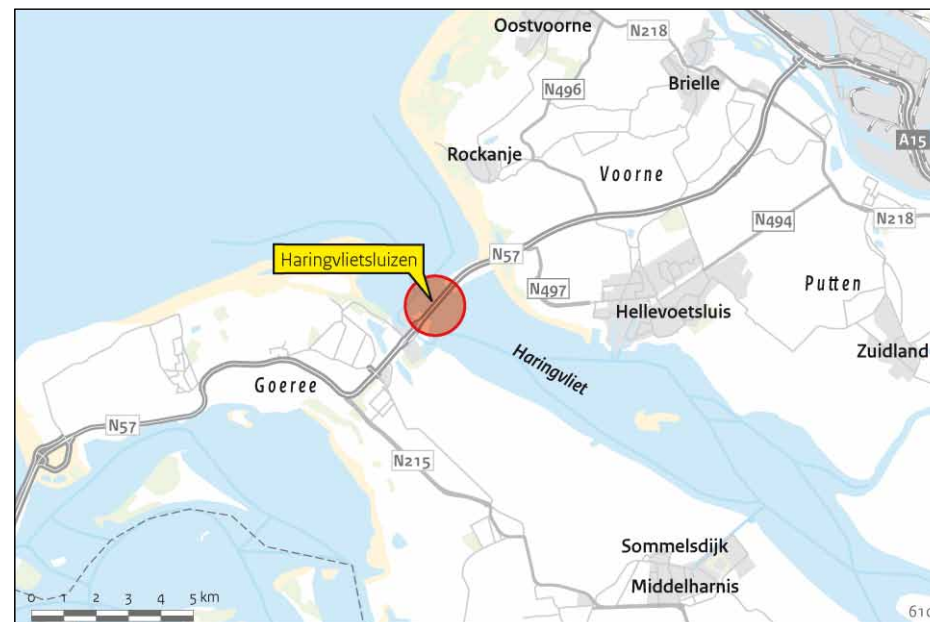 Oostvoorne
N218
Brielle
N496
A15
Rockanje
Voorne
N218
N494
N57
Haringvlietsluizen
N497
Putten
Hellevoetsluis
Zuidland
Haringvliet
Goeree
N57
N215
Sommelsdijk
Middelharnis
0 1 2 3 4 5 km
610